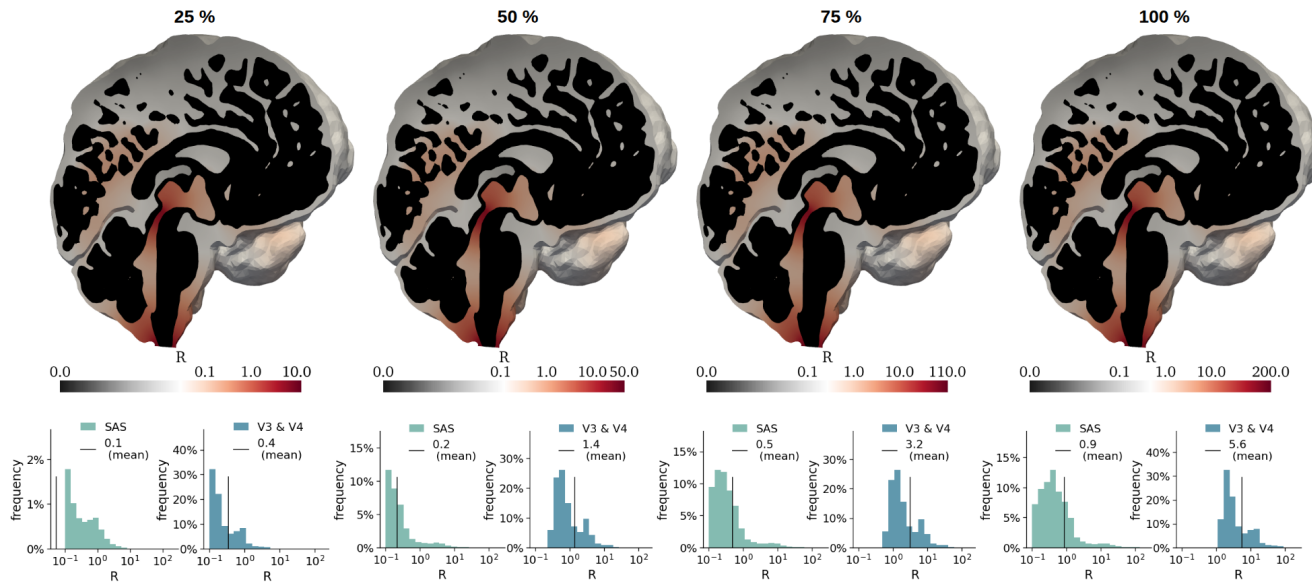 25 %
50 %
75 %
100 %
R
0.0 0.1 1.0 10.0
R
0.0 0.1 1.0 10.0 50.0
R
0.0 0.1 1.0 10.0 110.0
R
0.0 0.1 1.0 10.0 200.0
SAS
0.1
(mean)
frequency
2%
1%
0%
10⁻¹ 10⁰ 10¹ 10²
R
V3 & V4
0.4
(mean)
frequency
40%
30%
20%
10%
0%
10⁻¹ 10⁰ 10¹ 10²
R
SAS
0.2
(mean)
frequency
15%
10%
5%
0%
10⁻¹ 10⁰ 10¹ 10²
R
V3 & V4
1.4
(mean)
frequency
30%
20%
10%
0%
10⁻¹ 10⁰ 10¹ 10²
R
SAS
0.5
(mean)
frequency
15%
10%
5%
0%
10⁻¹ 10⁰ 10¹ 10²
R
V3 & V4
3.2
(mean)
frequency
30%
20%
10%
0%
10⁻¹ 10⁰ 10¹ 10²
R
SAS
0.9
(mean)
frequency
15%
10%
5%
0%
10⁻¹ 10⁰ 10¹ 10²
R
V3 & V4
5.6
(mean)
frequency
40%
30%
20%
10%
0%
10⁻¹ 10⁰ 10¹ 10²
R